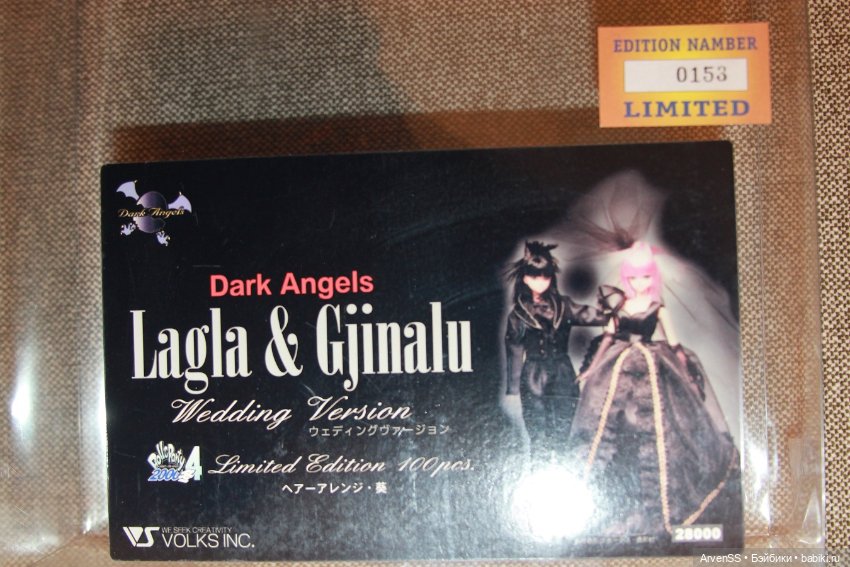 EDITION NAMBER
0153
LIMITED
Dark Angels
Dark Angels
Lagla & Gjinalu
Wedding Version
ウェディングヴァージョン
2000 4
Limited Edition 100pcs.
ヘアーアレンジ・葵
WE SEEK CREATIVITY
VOLKS INC.
28000
ArvenSS • Бэйбики • babiki.ru